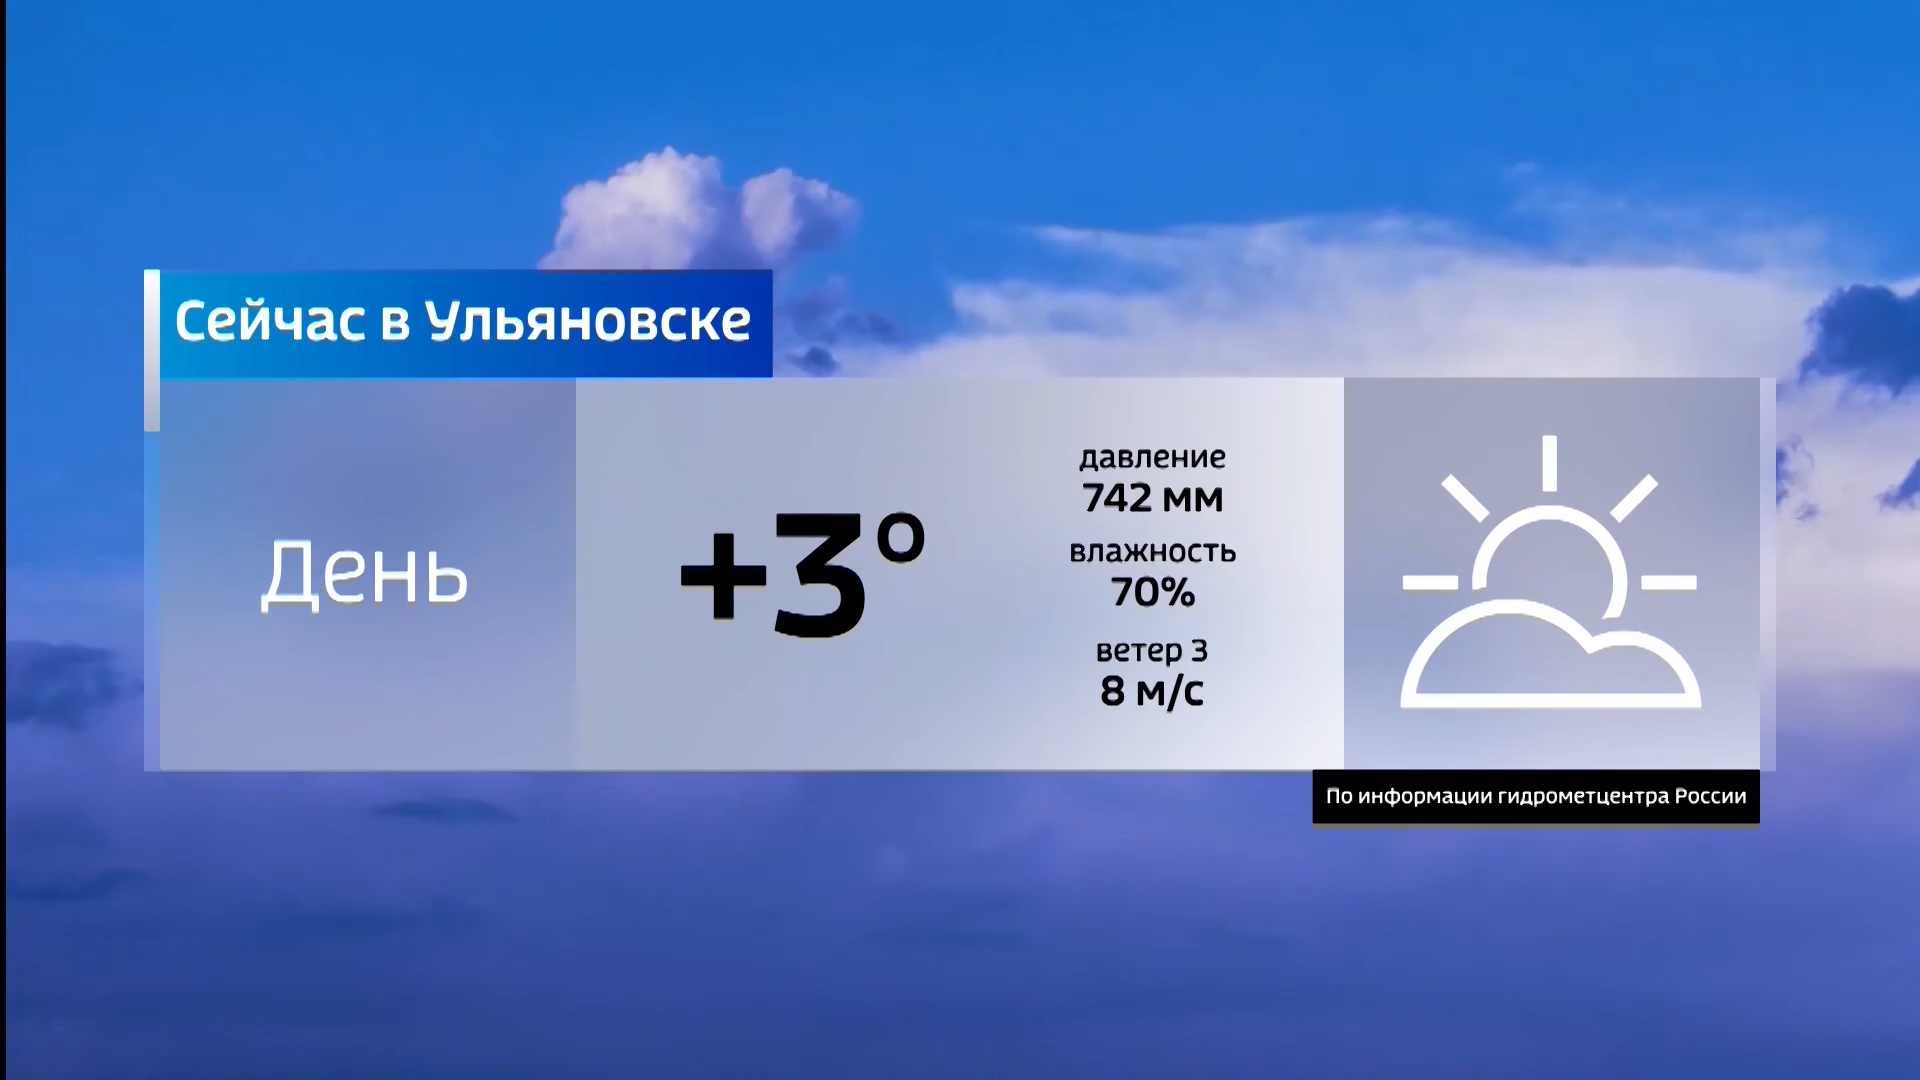 Сейчас в Ульяновске
День
+3°
давление
742 мм
влажность
70%
ветер З
8 м/с
По информации гидрометцентра России